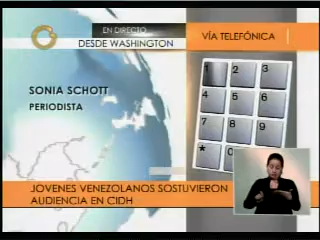 EN DIRECTO
DESDE WASHINGTON
VÍA TELEFÓNICA
SONIA SCHOTT
PERIODISTA
1 2 3
4 5 6
7 8 9
* 0
JOVENES VENEZOLANOS SOSTUVIERON
AUDIENCIA EN CIDH